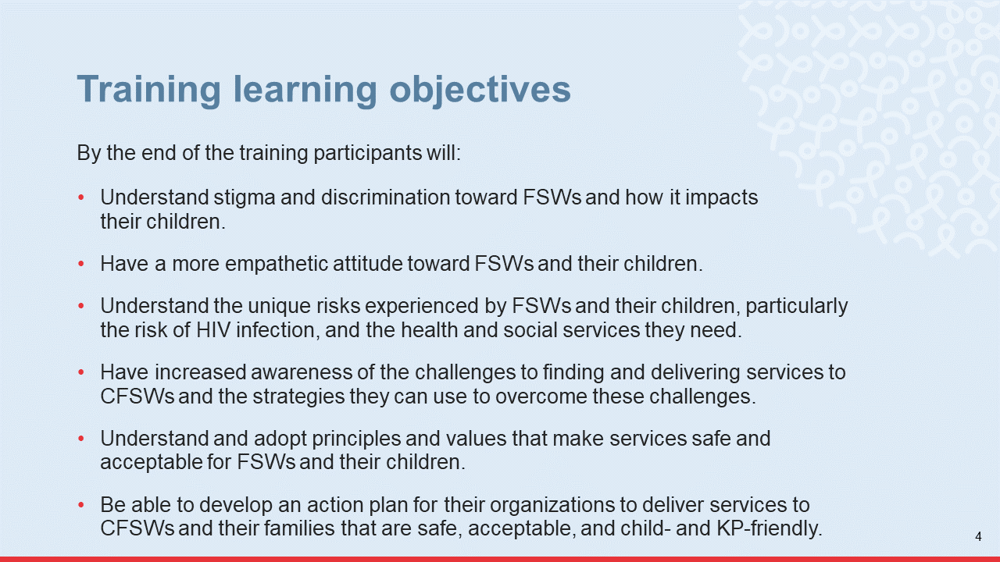 Training learning objectives
By the end of the training participants will:
• Understand stigma and discrimination toward FSWs and how it impacts
their children.
• Have a more empathetic attitude toward FSWs and their children.
• Understand the unique risks experienced by FSWs and their children, particularly
the risk of HIV infection, and the health and social services they need.
• Have increased awareness of the challenges to finding and delivering services to
CFSWs and the strategies they can use to overcome these challenges.
• Understand and adopt principles and values that make services safe and
acceptable for FSWs and their children.
• Be able to develop an action plan for their organizations to deliver services to
CFSWs and their families that are safe, acceptable, and child- and KP-friendly.
4